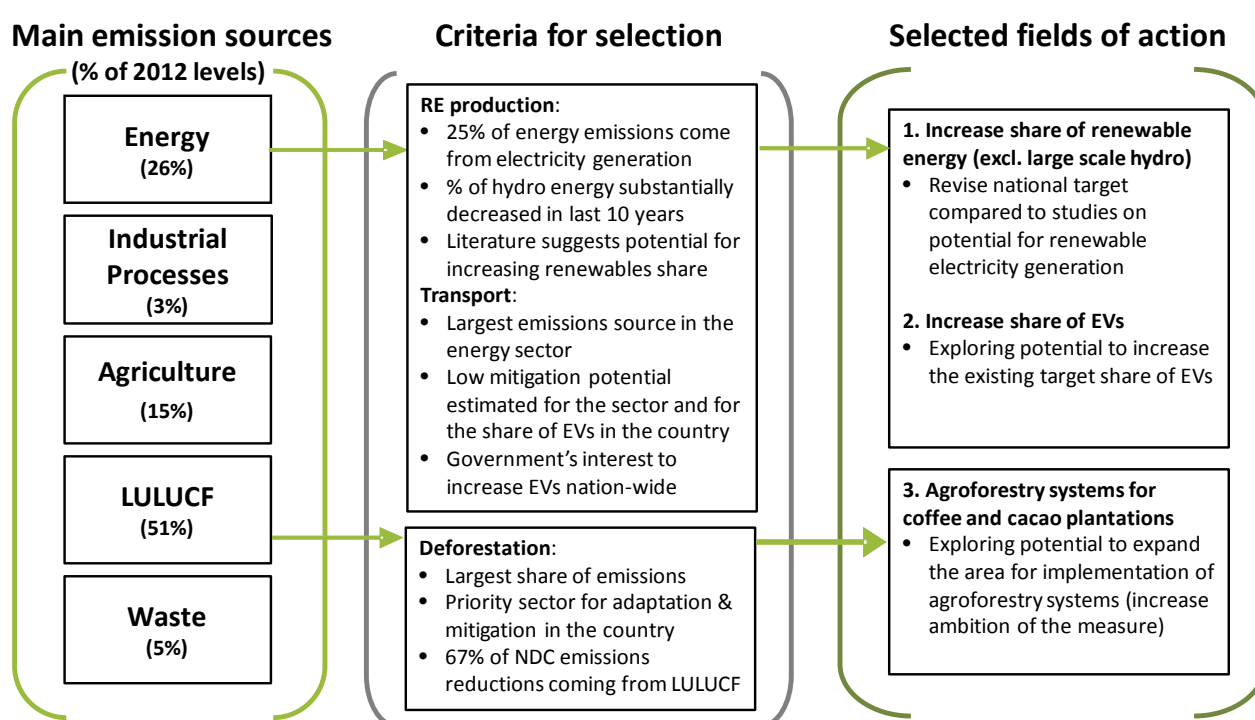 Main emission sources
(% of 2012 levels)
Energy
(26%)
Industrial
Processes
(3%)
Agriculture
(15%)
LULUCF
(51%)
Waste
(5%)
Criteria for selection
RE production:
• 25% of energy emissions come
from electricity generation
• % of hydro energy substantially
decreased in last 10 years
• Literature suggests potential for
increasing renewables share
Transport:
• Largest emissions source in the
energy sector
• Low mitigation potential
estimated for the sector and for
the share of EVs in the country
• Government's interest to
increase EVs nation-wide
Deforestation:
• Largest share of emissions
• Priority sector for adaptation &
mitigation in the country
• 67% of NDC emissions
reductions coming from LULUCF
Selected fields of action
1. Increase share of renewable
energy (excl. large scale hydro)
• Revise national target
compared to studies on
potential for renewable
electricity generation
2. Increase share of EVs
• Exploring potential to increase
the existing target share of EVs
3. Agroforestry systems for
coffee and cacao plantations
• Exploring potential to expand
the area for implementation of
agroforestry systems (increase
ambition of the measure)